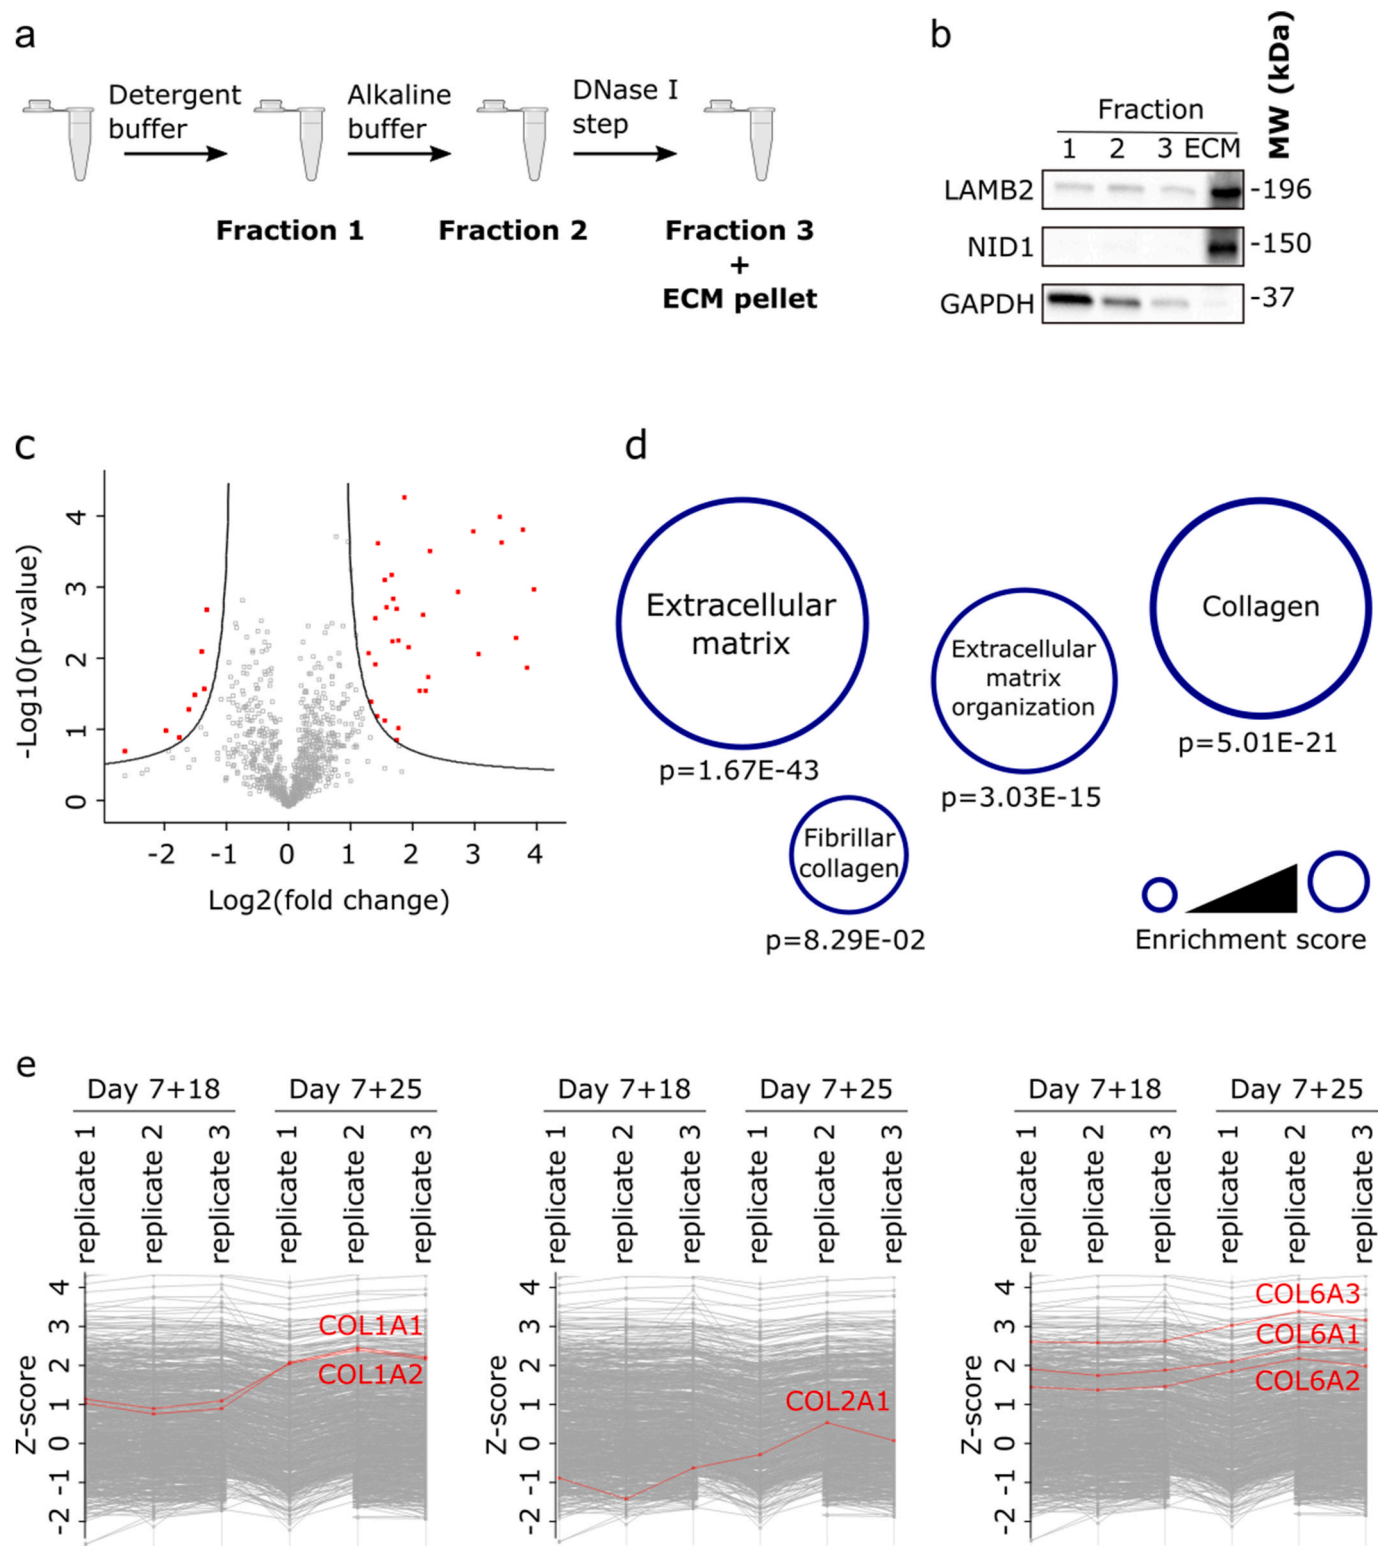 a
Detergent
buffer
Alkaline
buffer
DNase I
step
Fraction 1
Fraction 2
Fraction 3
+
ECM pellet
b
Fraction
MW (kDa)
1 2 3 ECM
LAMB2 -196
NID1 -150
GAPDH -37
c
-Log10(p-value)
4
3
2
1
0
-2 -1 0 1 2 3 4
Log2(fold change)
d
Extracellular
matrix
p=1.67E-43
Extracellular
matrix
organization
p=3.03E-15
Collagen
p=5.01E-21
Fibrillar
collagen
p=8.29E-02
Enrichment score
e
Day 7+18 Day 7+25
replicate 1
replicate 2
replicate 3
replicate 1
replicate 2
replicate 3
Z-score
4
3
2
1
0
-1
-2
COL1A1
COL1A2
Day 7+18 Day 7+25
replicate 1
replicate 2
replicate 3
replicate 1
replicate 2
replicate 3
Z-score
4
3
2
1
0
-1
-2
COL2A1
Day 7+18 Day 7+25
replicate 1
replicate 2
replicate 3
replicate 1
replicate 2
replicate 3
Z-score
4
3
2
1
0
-1
-2
COL6A3
COL6A1
COL6A2